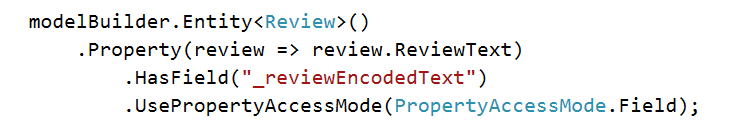 modelBuilder.Entity<Review>()
    .Property(review => review.ReviewText)
        .HasField("_reviewEncodedText")
        .UsePropertyAccessMode(PropertyAccessMode.Field);